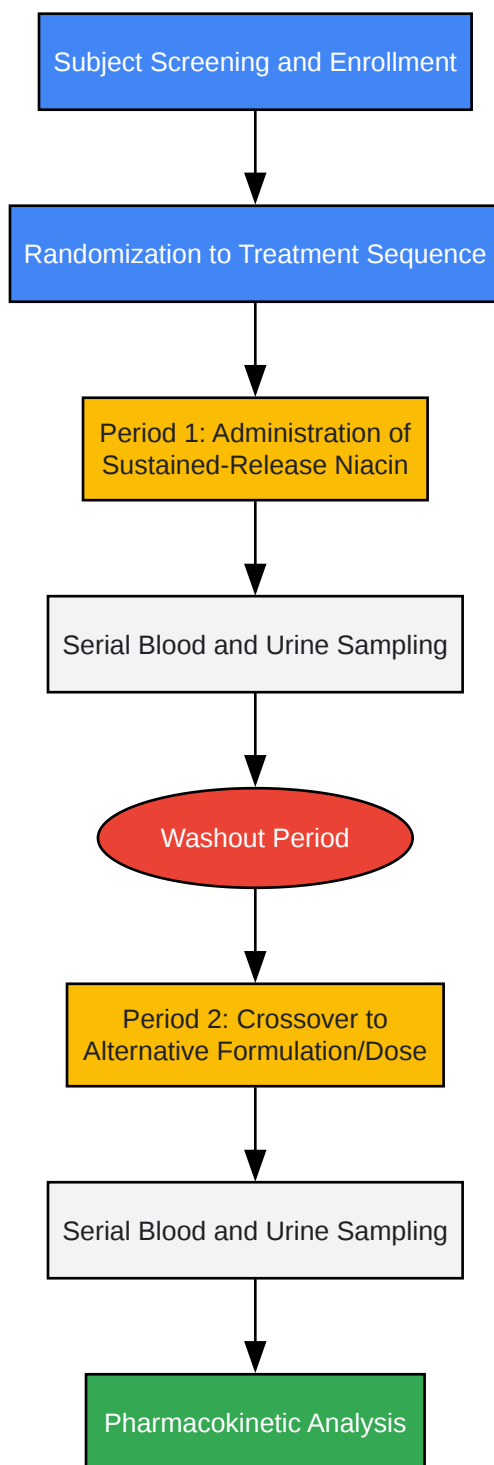 Subject Screening and Enrollment
Randomization to Treatment Sequence
Period 1: Administration of
Sustained-Release Niacin
Serial Blood and Urine Sampling
Washout Period
Period 2: Crossover to
Alternative Formulation/Dose
Serial Blood and Urine Sampling
Pharmacokinetic Analysis